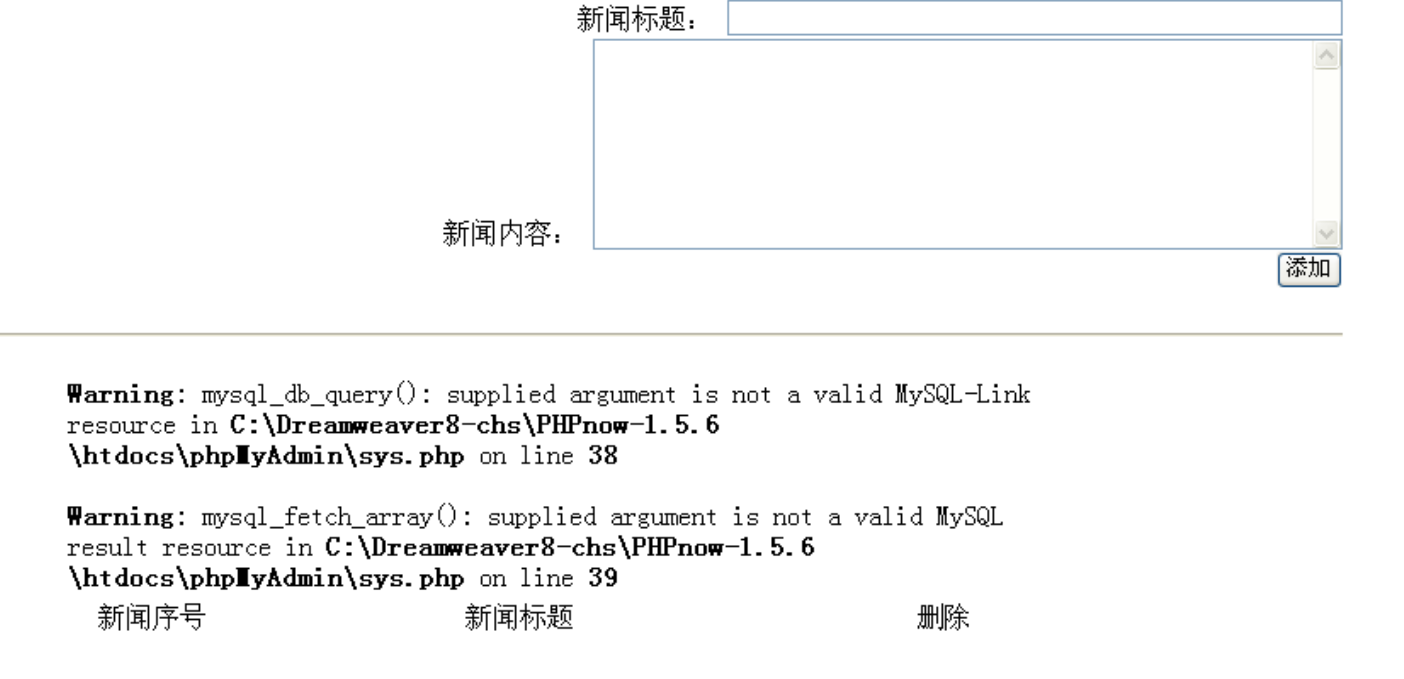 新闻标题：
新闻内容：
添加
Warning: mysql_db_query(): supplied argument is not a valid MySQL-Link
resource in C:\Dreamweaver8-chs\PHPnow-1.5.6
\htdocs\phpMyAdmin\sys.php on line 38
Warning: mysql_fetch_array(): supplied argument is not a valid MySQL
result resource in C:\Dreamweaver8-chs\PHPnow-1.5.6
\htdocs\phpMyAdmin\sys.php on line 39
新闻序号 新闻标题 删除